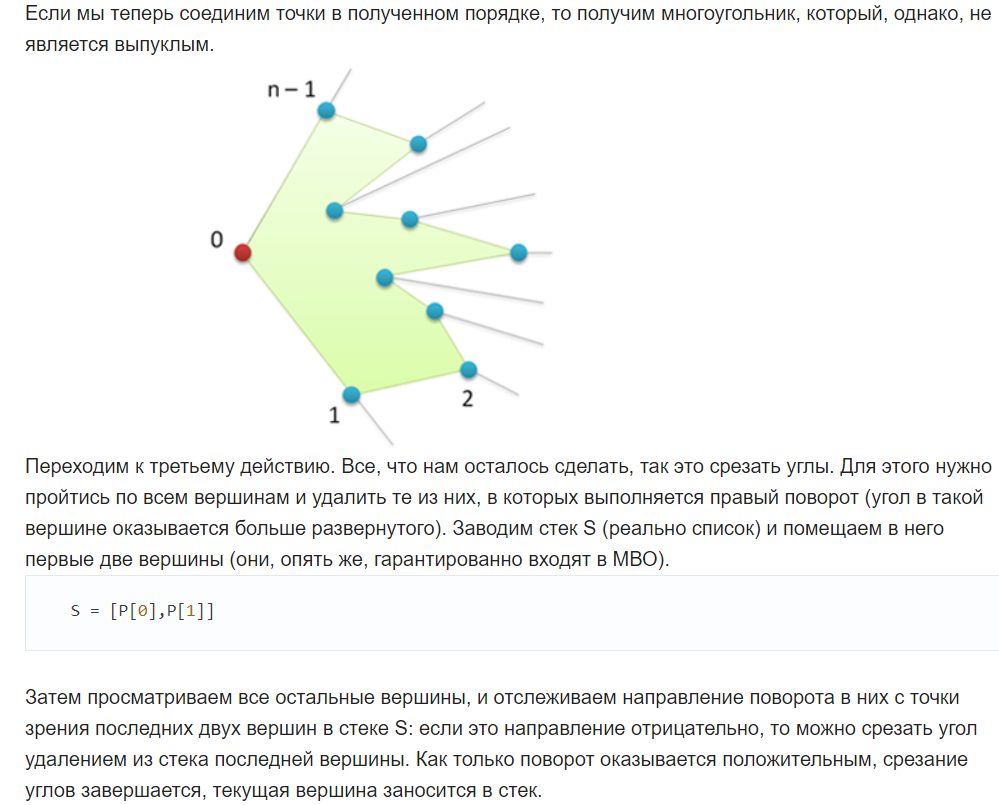 Если мы теперь соединим точки в полученном порядке, то получим многоугольник, который, однако, не
является выпуклым.
n – 1
0
1
2
Переходим к третьему действию. Все, что нам осталось сделать, так это срезать углы. Для этого нужно
пройтись по всем вершинам и удалить те из них, в которых выполняется правый поворот (угол в такой
вершине оказывается больше развернутого). Заводим стек S (реально список) и помещаем в него
первые две вершины (они, опять же, гарантированно входят в МВО).
S = [P[0],P[1]]
Затем просматриваем все остальные вершины, и отслеживаем направление поворота в них с точки
зрения последних двух вершин в стеке S: если это направление отрицательно, то можно срезать угол
удалением из стека последней вершины. Как только поворот оказывается положительным, срезание
углов завершается, текущая вершина заносится в стек.